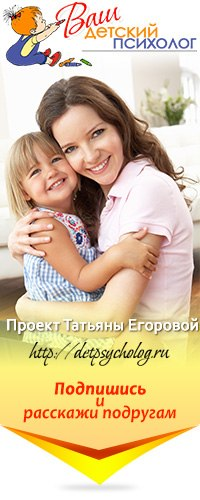 Ваш
детский
психолог
Проект Татьяны Егоровой
http://detpsycholog.ru
Подпишись
и
расскажи подругам